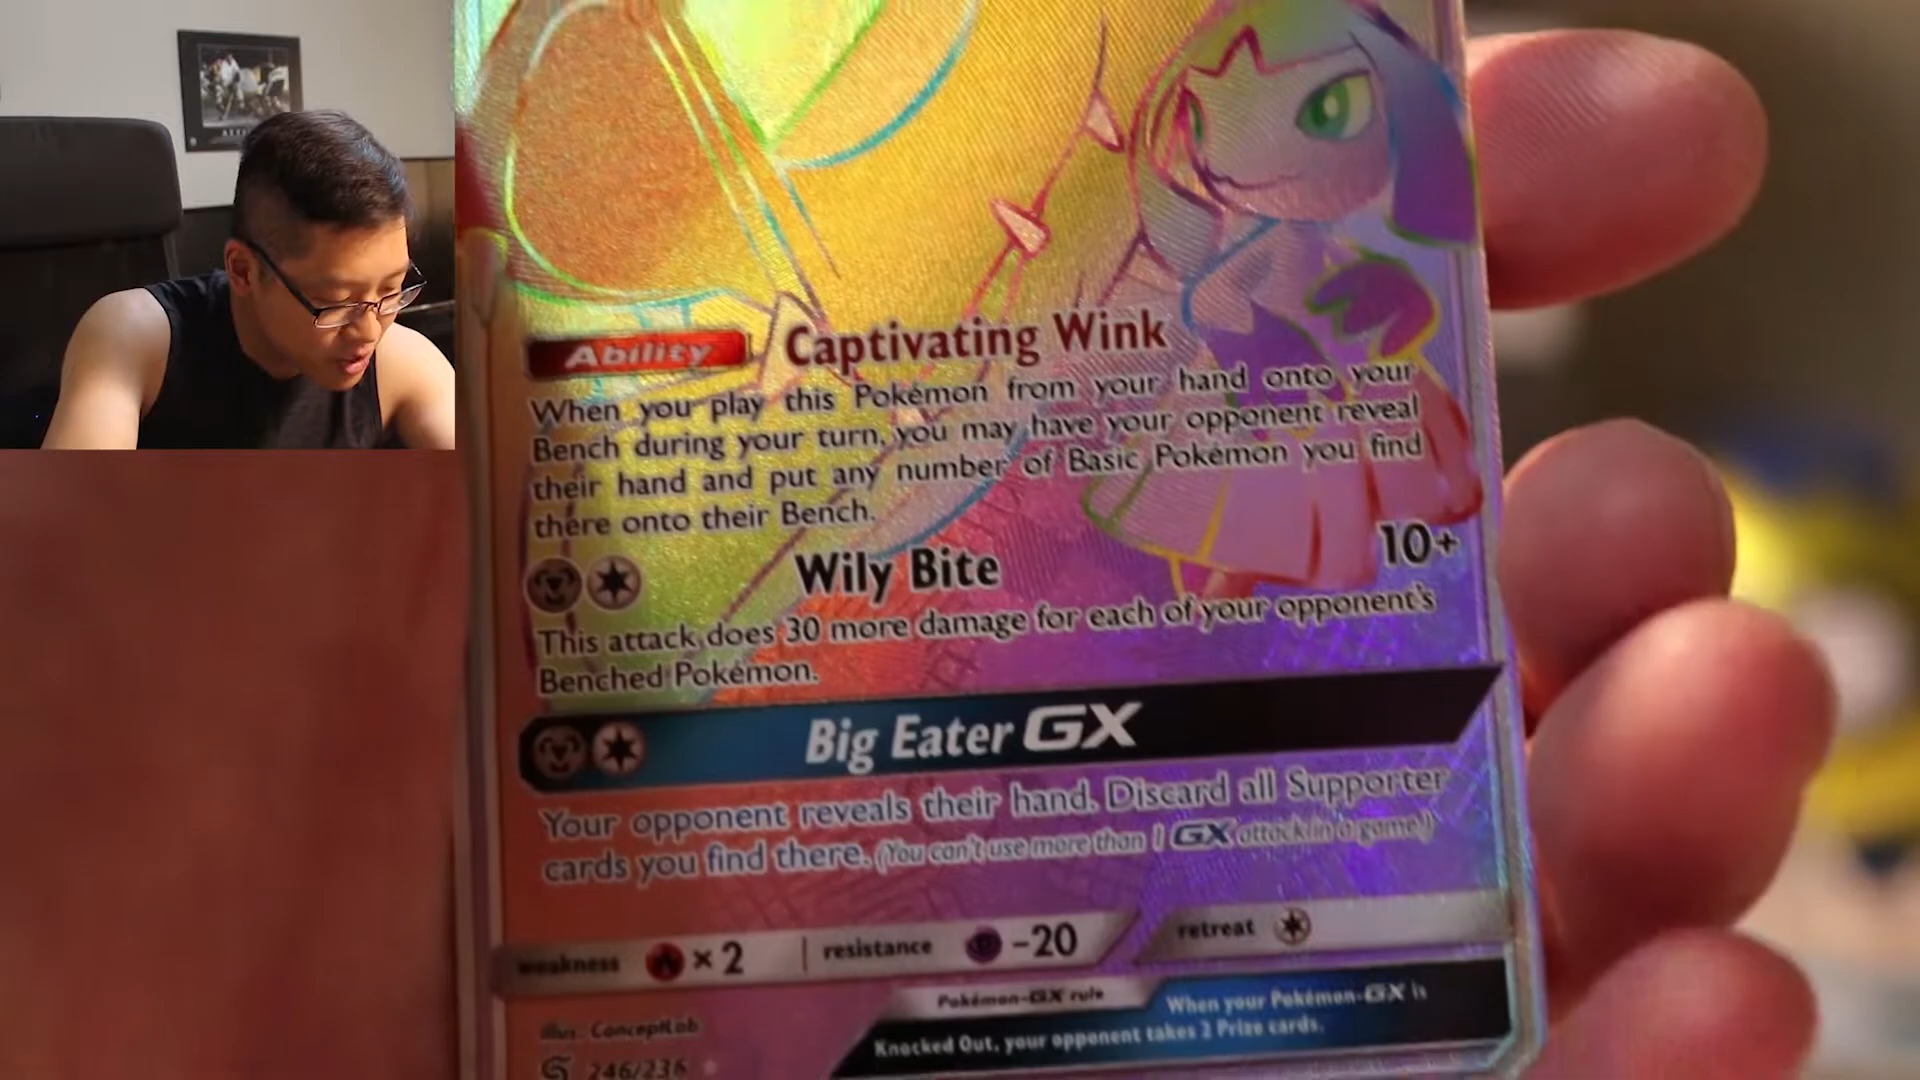 Ability Captivating Wink
When you play this Pokémon from your hand onto your
Bench during your turn, you may have your opponent reveal
their hand and put any number of Basic Pokémon you find
there onto their Bench.
Wily Bite 10+
This attack does 30 more damage for each of your opponent's
Benched Pokémon.
Big Eater GX
Your opponent reveals their hand. Discard all Supporter
cards you find there. (You can't use more than 1 GX attack in a game.)
weakness ×2 resistance -20 retreat
Pokémon-GX rule When your Pokémon-GX is
Knocked Out, your opponent takes 2 Prize cards.
Illus. ConceptLab
G 246/236